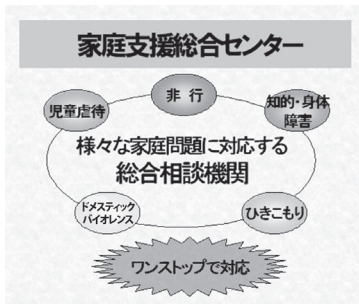 家庭支援総合センター
非行
児童虐待
知的・身体
障害
様々な家庭問題に対応する
総合相談機関
ドメスティック
バイオレンス
ひきこもり
ワンストップで対応